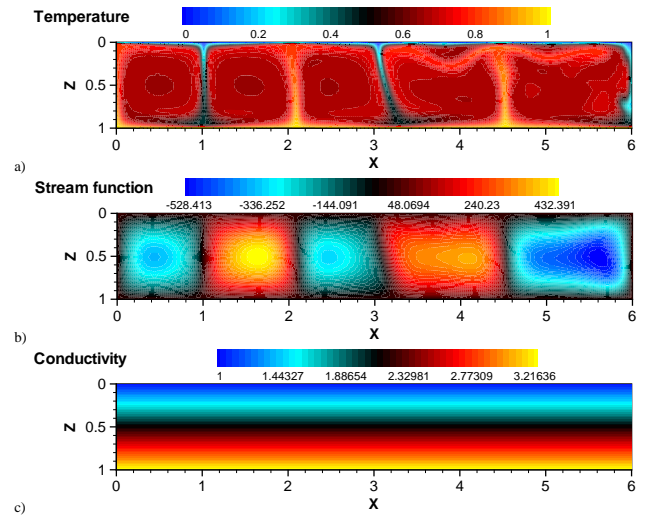 Temperature
0 0.2 0.4 0.6 0.8 1
0
0.5
1
Z
0 1 2 3 4 5 6
X
a)
Stream function
-528.413 -336.252 -144.091 48.0694 240.23 432.391
0
0.5
1
Z
0 1 2 3 4 5 6
X
b)
Conductivity
1 1.44327 1.88654 2.32981 2.77309 3.21636
0
0.5
1
Z
0 1 2 3 4 5 6
X
c)